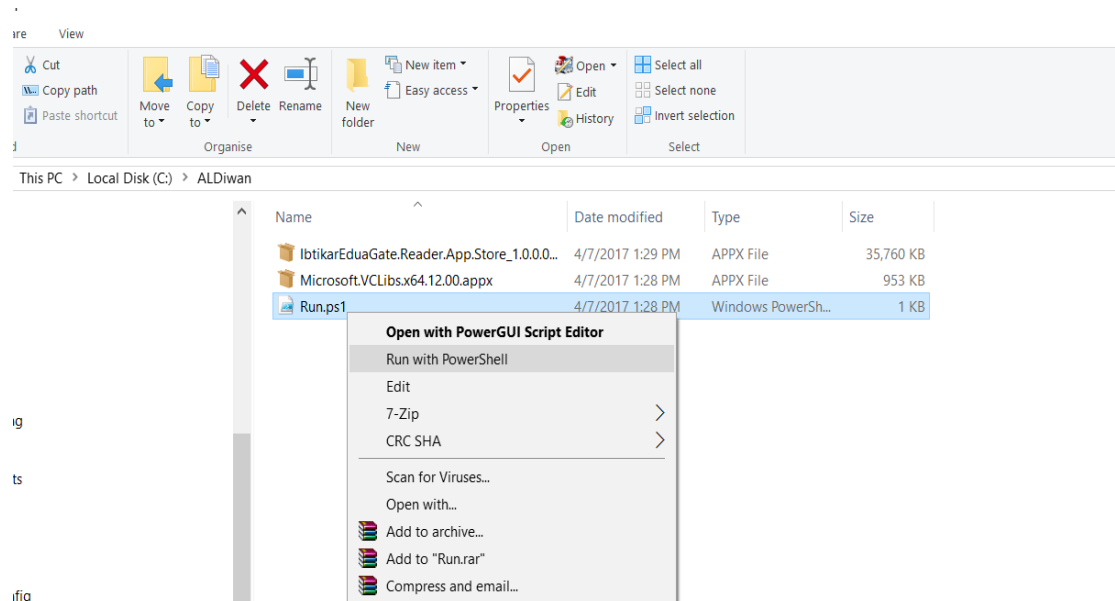 View
Cut
Copy path
Paste shortcut
Move to
Copy to
Delete
Rename
New folder
New item
Easy access
Properties
Open
Edit
History
Select all
Select none
Invert selection
Organise
New
Open
Select
This PC > Local Disk (C:) > ALDiwan
Name Date modified Type Size
IbtikarEduaGate.Reader.App.Store_1.0.0.0... 4/7/2017 1:29 PM APPX File 35,760 KB
Microsoft.VCLibs.x64.12.00.appx 4/7/2017 1:28 PM APPX File 953 KB
Run.ps1 4/7/2017 1:28 PM Windows PowerSh... 1 KB
Open with PowerGUI Script Editor
Run with PowerShell
Edit
7-Zip
CRC SHA
Scan for Viruses...
Open with...
Add to archive...
Add to "Run.rar"
Compress and email...